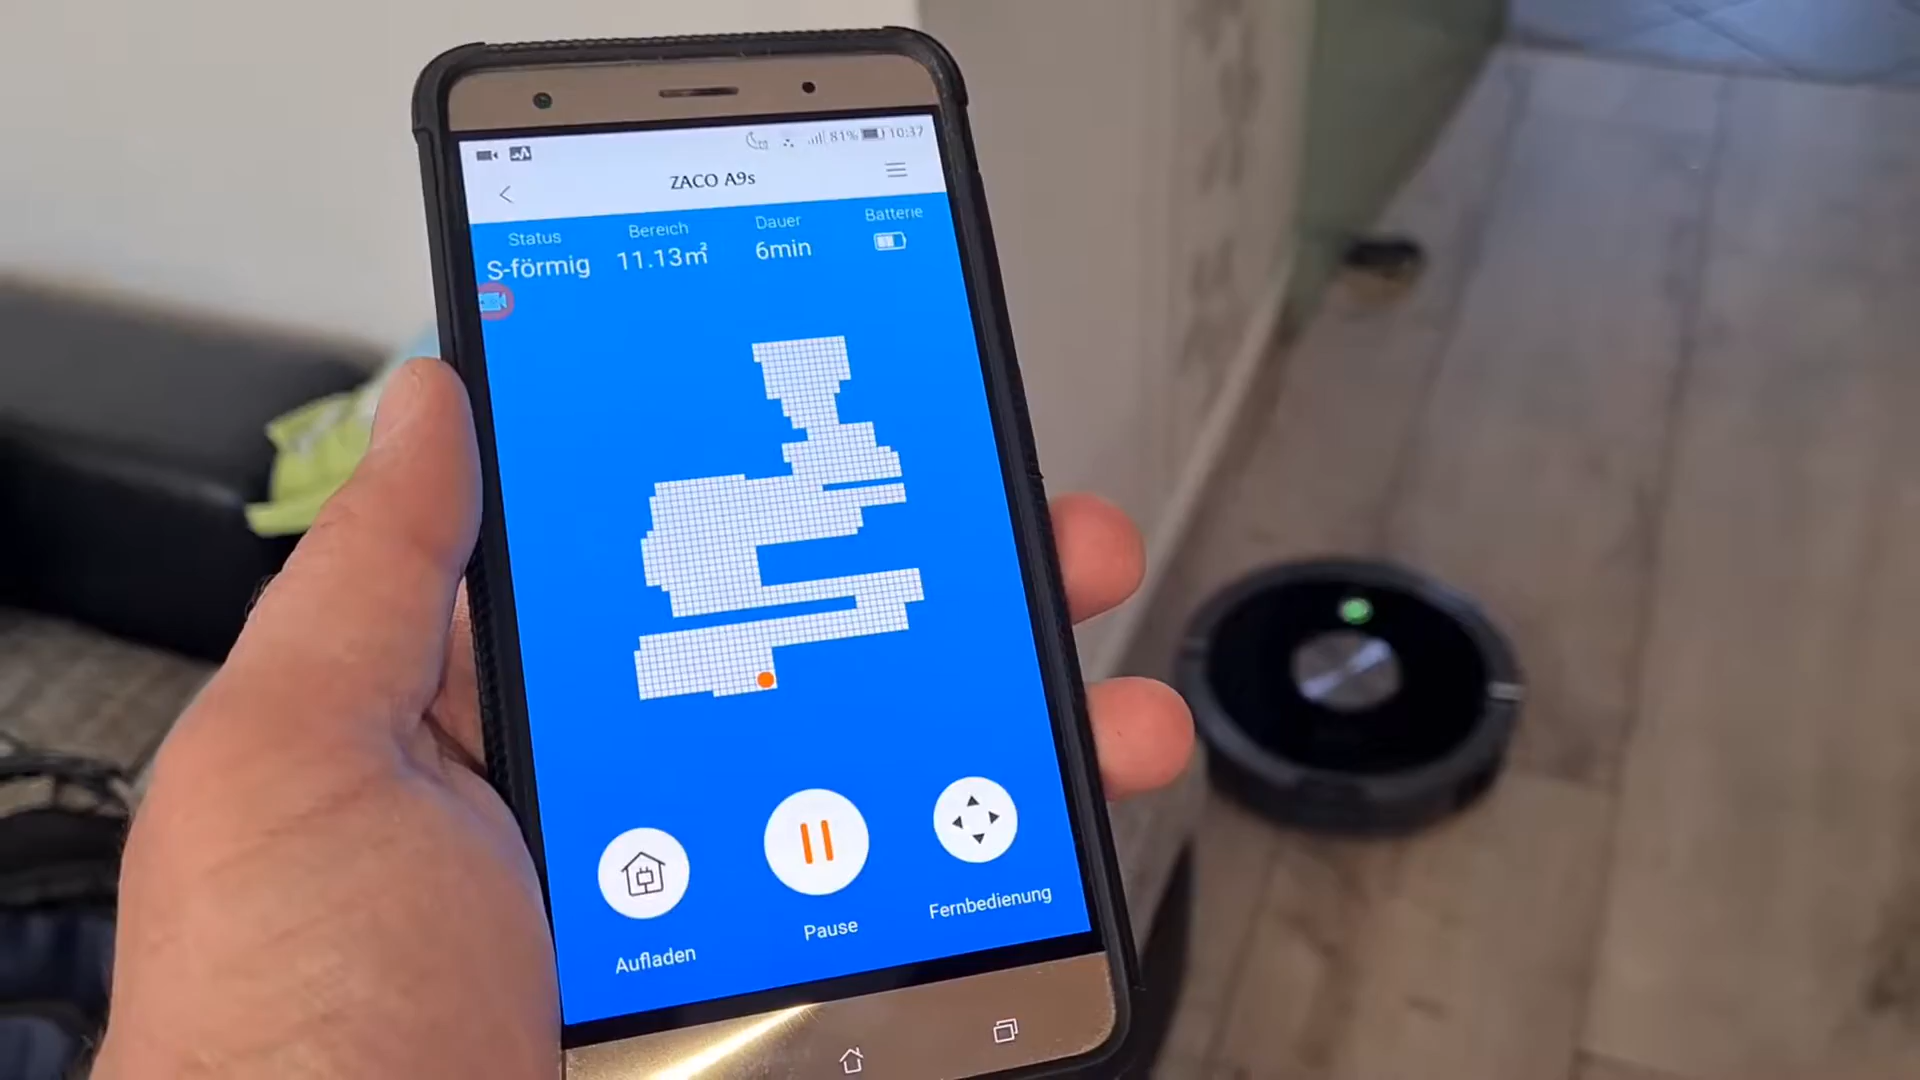 81% 10:37
ZACO A9s
Status Bereich Dauer Batterie
S-förmig 11.13㎡ 6min
Aufladen Pause Fernbedienung